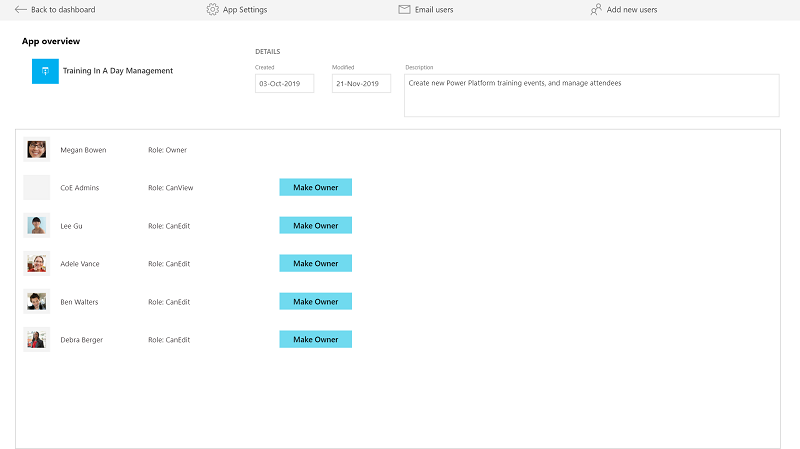 Back to dashboard App Settings Email users Add new users
App overview
DETAILS
Training In A Day Management
Created Modified Description
03-Oct-2019 21-Nov-2019 Create new Power Platform training events, and manage attendees
Megan Bowen Role: Owner
CoE Admins Role: CanView Make Owner
Lee Gu Role: CanEdit Make Owner
Adele Vance Role: CanEdit Make Owner
Ben Walters Role: CanEdit Make Owner
Debra Berger Role: CanEdit Make Owner